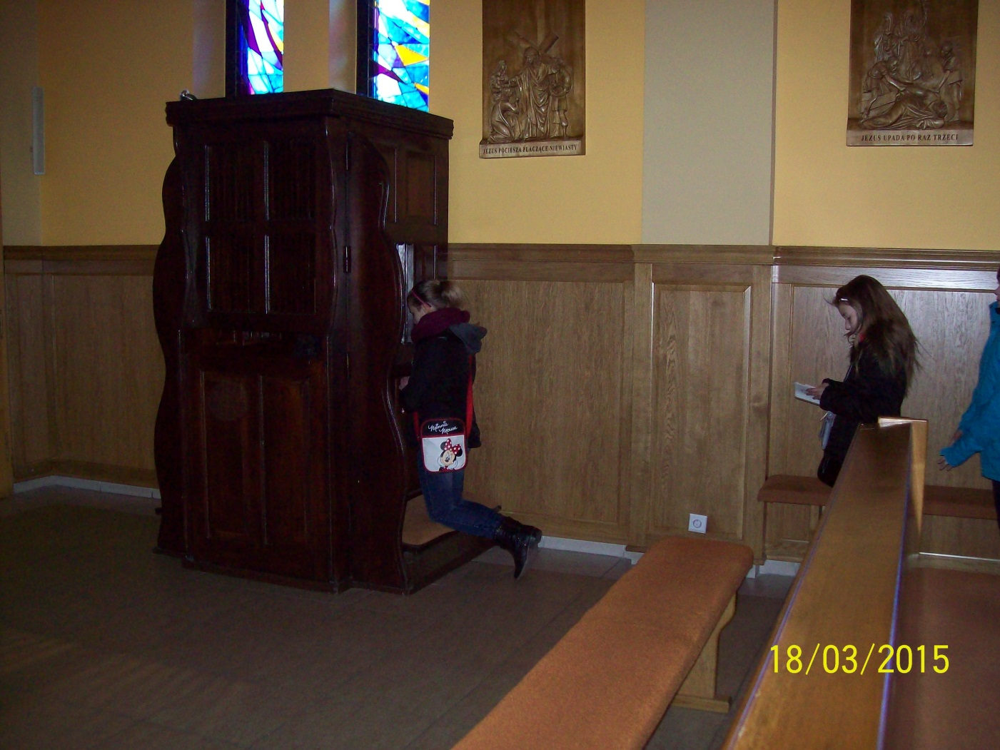 JEZUS POCIESZA PŁACZĄCE NIEWIASTY
JEZUS UPADA PO RAZ TRZECI
Minnie
Mouse
18/03/2015